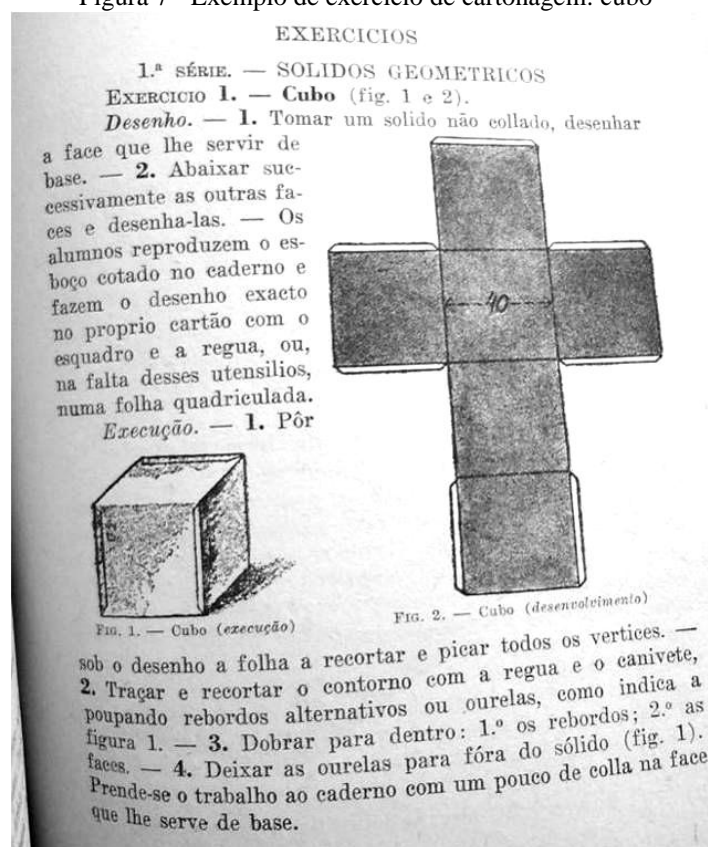 Figura 7 - Exemplo de exercício de cartonagem: cubo
EXERCICIOS
1.ª SÉRIE. — SOLIDOS GEOMETRICOS
EXERCICIO 1. — Cubo (fig. 1 e 2).
Desenho. — 1. Tomar um solido não collado, desenhar
a face que lhe servir de
base. — 2. Abaixar suc-
cessivamente as outras fa-
ces e desenha-las. — Os
alumnos reproduzem o es-
boço cotado no caderno e
fazem o desenho exacto
no proprio cartão com o
esquadro e a regua, ou,
na falta desses utensilios,
numa folha quadriculada.
Execução. — 1. Pôr
40
FIG. 1. — Cubo (execução)
FIG. 2. — Cubo (desenvolvimento)
sob o desenho a folha a recortar e picar todos os vertices. —
2. Traçar e recortar o contorno com a regua e o canivete,
poupando rebordos alternativos ou ourelas, como indica a
figura 1. — 3. Dobrar para dentro: 1.º os rebordos; 2.º as
faces. — 4. Deixar as ourelas para fóra do sólido (fig. 1).
Prende-se o trabalho ao caderno com um pouco de colla na face
que lhe serve de base.